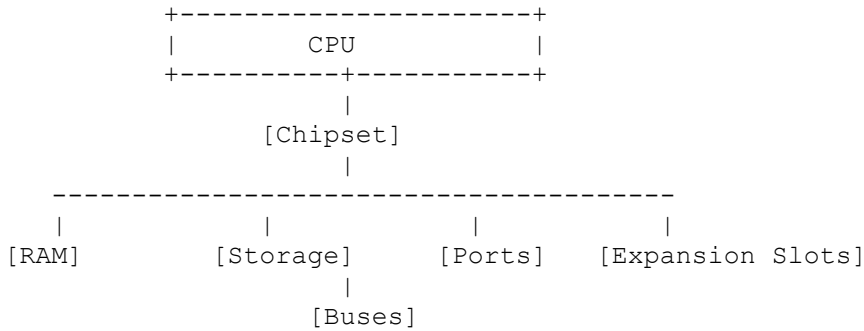 CPU
[Chipset]
[RAM] [Storage] [Ports] [Expansion Slots]
[Buses]